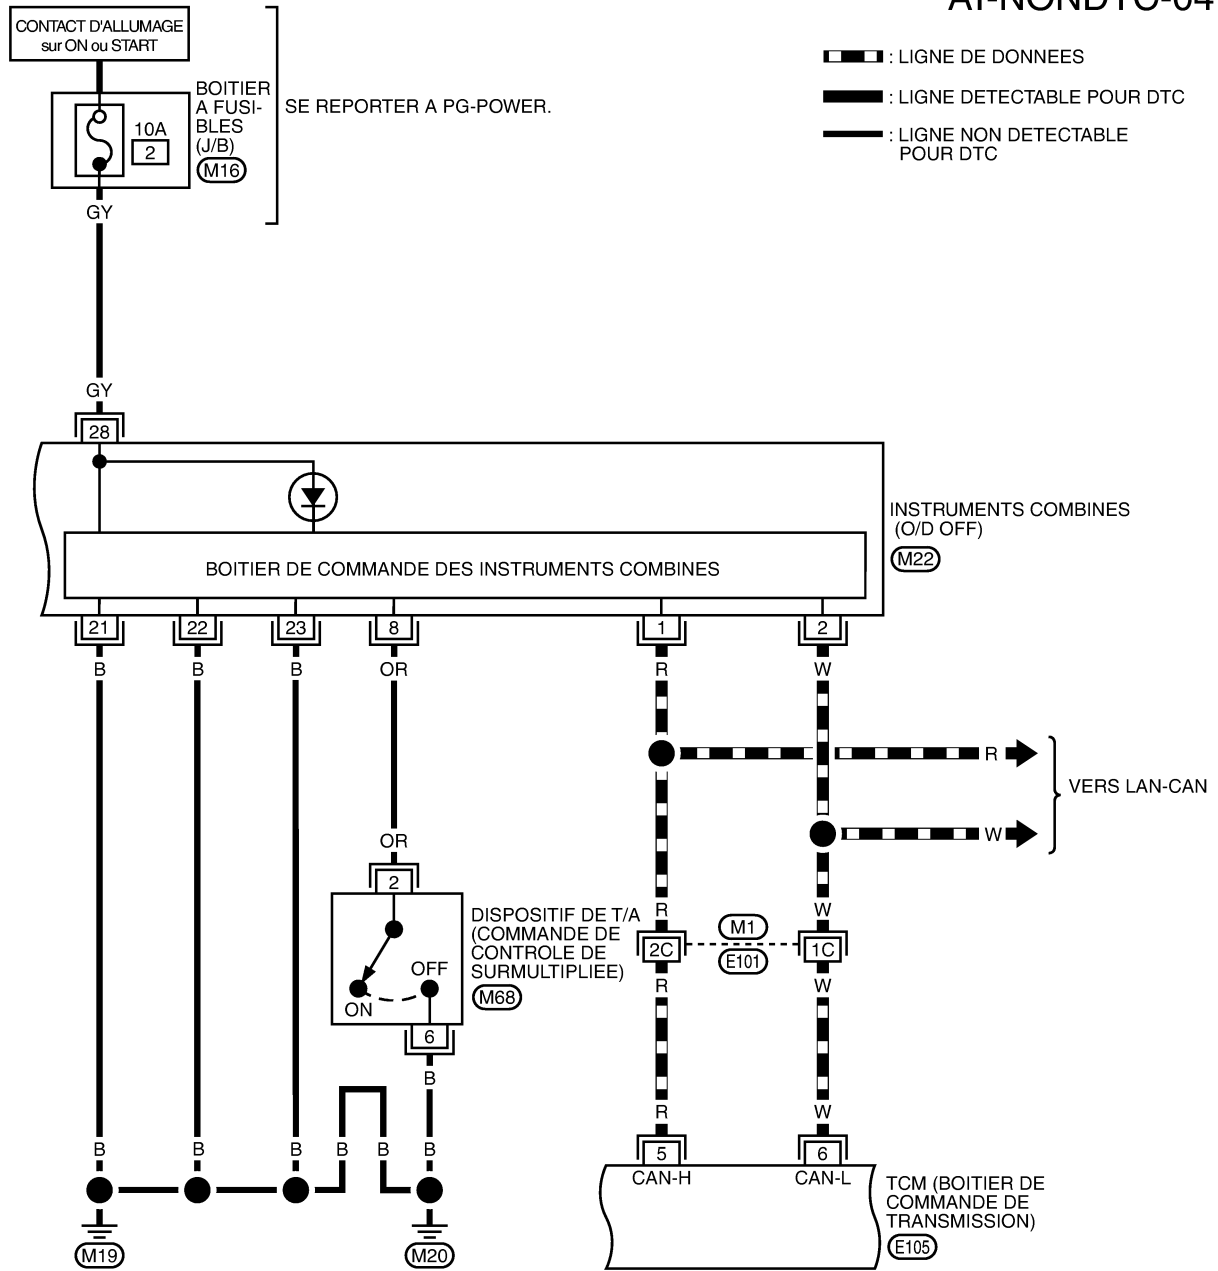 AT-NONDTC-04
CONTACT D'ALLUMAGE
sur ON ou START
BOITIER
A FUSI-
BLES
(J/B)
M16
10A
2
SE REPORTER A PG-POWER.
: LIGNE DE DONNEES
: LIGNE DETECTABLE POUR DTC
: LIGNE NON DETECTABLE
POUR DTC
GY
GY
28
INSTRUMENTS COMBINES
(O/D OFF)
M22
BOITIER DE COMMANDE DES INSTRUMENTS COMBINES
21 22 23 8 1 2
B B B OR R W
R
VERS LAN-CAN
W
OR
2
DISPOSITIF DE T/A
(COMMANDE DE
CONTROLE DE
SURMULTIPLIEE)
M68
OFF
ON
6
B
R W
M1
2C 1C
E101
R W
R W
B B B B B B
5 6
CAN-H CAN-L
TCM (BOITIER DE
COMMANDE DE
TRANSMISSION)
E105
M19 M20